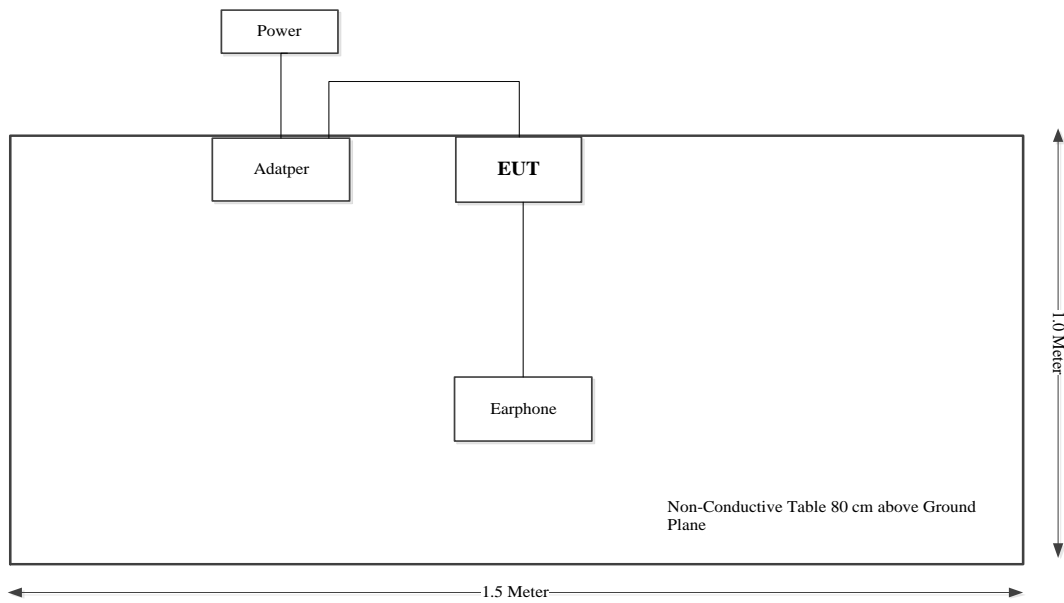 Power
Adatper
EUT
Earphone
Non-Conductive Table 80 cm above Ground
Plane
1.0 Meter
1.5 Meter